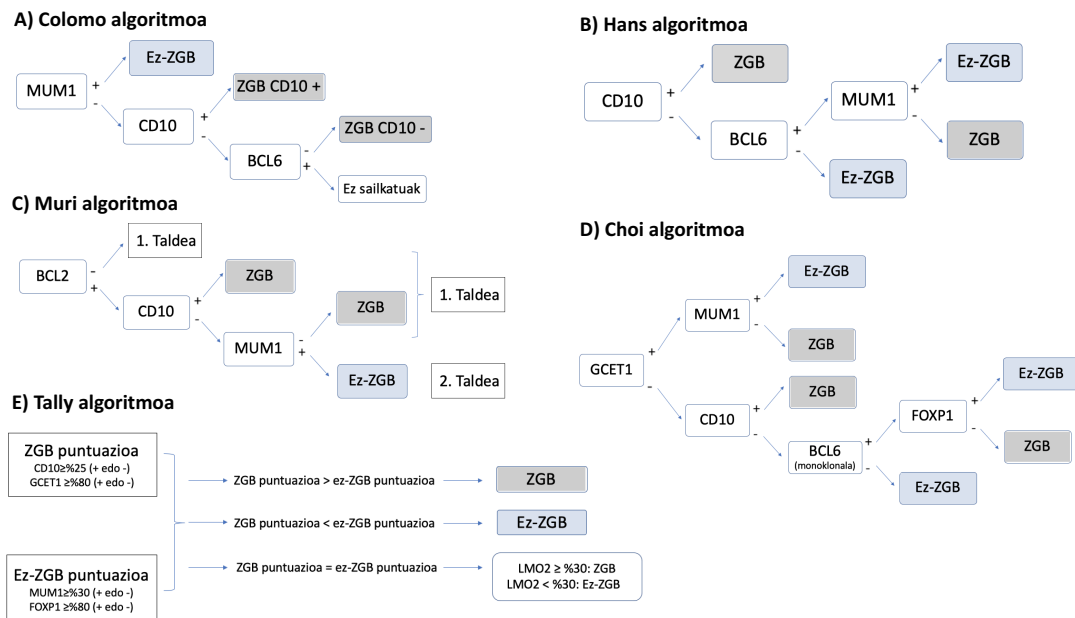 A) Colomo algoritmoa
MUM1
+
-
Ez-ZGB
CD10
+
-
ZGB CD10 +
BCL6
-
+
ZGB CD10 -
Ez sailkatuak
B) Hans algoritmoa
CD10
+
-
ZGB
BCL6
+
-
MUM1
+
-
Ez-ZGB
ZGB
Ez-ZGB
C) Muri algoritmoa
BCL2
-
+
1. Taldea
CD10
+
-
ZGB
MUM1
-
+
ZGB
Ez-ZGB
1. Taldea
2. Taldea
D) Choi algoritmoa
GCET1
+
-
MUM1
+
-
Ez-ZGB
ZGB
CD10
+
-
ZGB
BCL6
(monoklonala)
+
-
FOXP1
+
-
Ez-ZGB
ZGB
Ez-ZGB
E) Tally algoritmoa
ZGB puntuazioa
CD10≥%25 (+ edo -)
GCET1 ≥%80 (+ edo -)
Ez-ZGB puntuazioa
MUM1≥%30 (+ edo -)
FOXP1 ≥%80 (+ edo -)
ZGB puntuazioa > ez-ZGB puntuazioa
ZGB
ZGB puntuazioa < ez-ZGB puntuazioa
Ez-ZGB
ZGB puntuazioa = ez-ZGB puntuazioa
LMO2 ≥ %30: ZGB
LMO2 < %30: Ez-ZGB